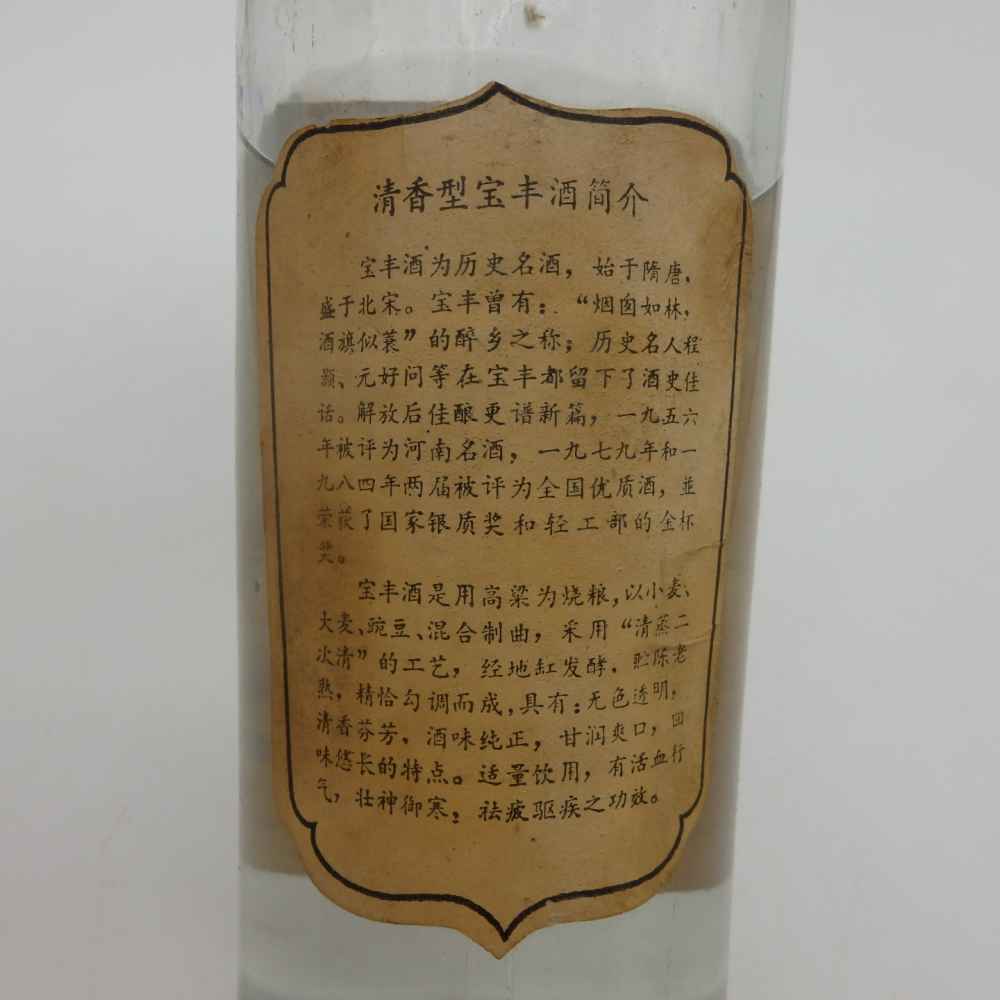 清香型宝丰酒简介
宝丰酒为历史名酒，始于隋唐，
盛于北宋。宝丰曾有：“烟囱如林，
酒旗似蓑”的醉乡之称；历史名人程
颢、元好问等在宝丰都留下了酒史佳
话。解放后佳酿更谱新篇，一九五六
年被评为河南名酒，一九七九年和一
九八四年两届被评为全国优质酒，並
荣获了国家银质奖和轻工部的金杯
奖。
宝丰酒是用高梁为烧粮，以小麦、
大麦、豌豆、混合制曲，采用“清蒸二
次清”的工艺，经地缸发酵，贮陈老
熟，精恰勾调而成，具有：无色透明，
清香芬芳，酒味纯正，甘润爽口，回
味悠长的特点。适量饮用，有活血行
气，壮神御寒；祛疲驱疾之功效。